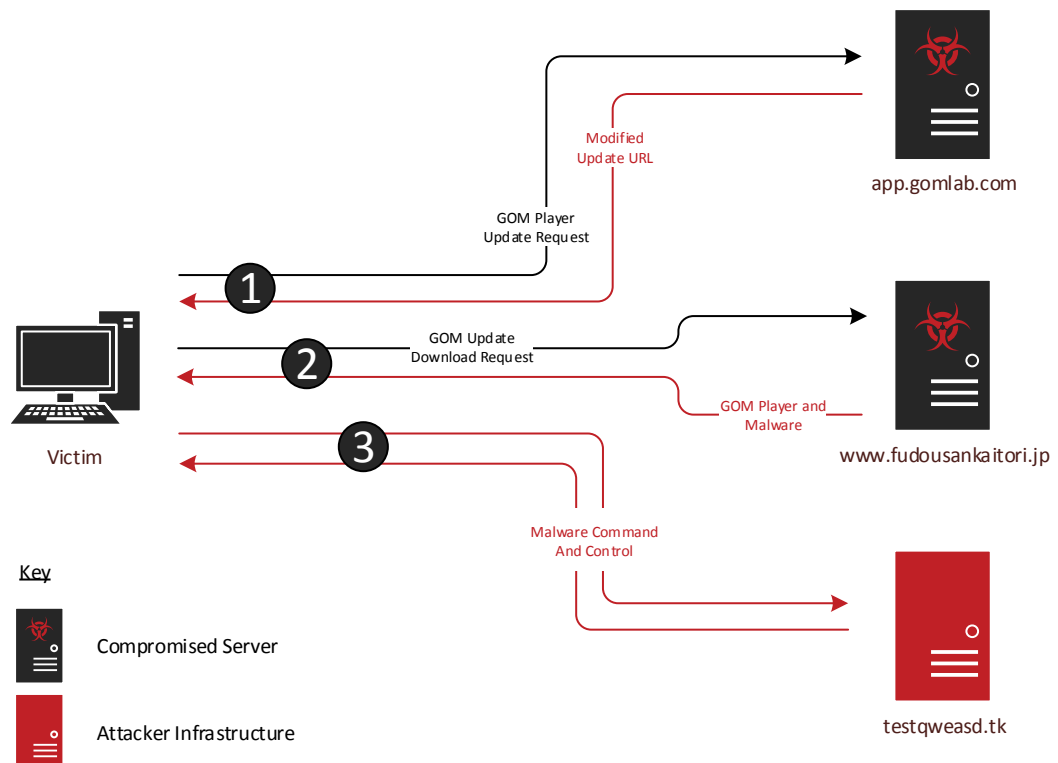 app.gomlab.com
Modified
Update URL
GOM Player
Update Request
1
GOM Update
Download Request
2
GOM Player and
Malware
www.fudousankaitori.jp
3
Victim
Malware Command
And Control
testqweasd.tk
Key
Compromised Server
Attacker Infrastructure